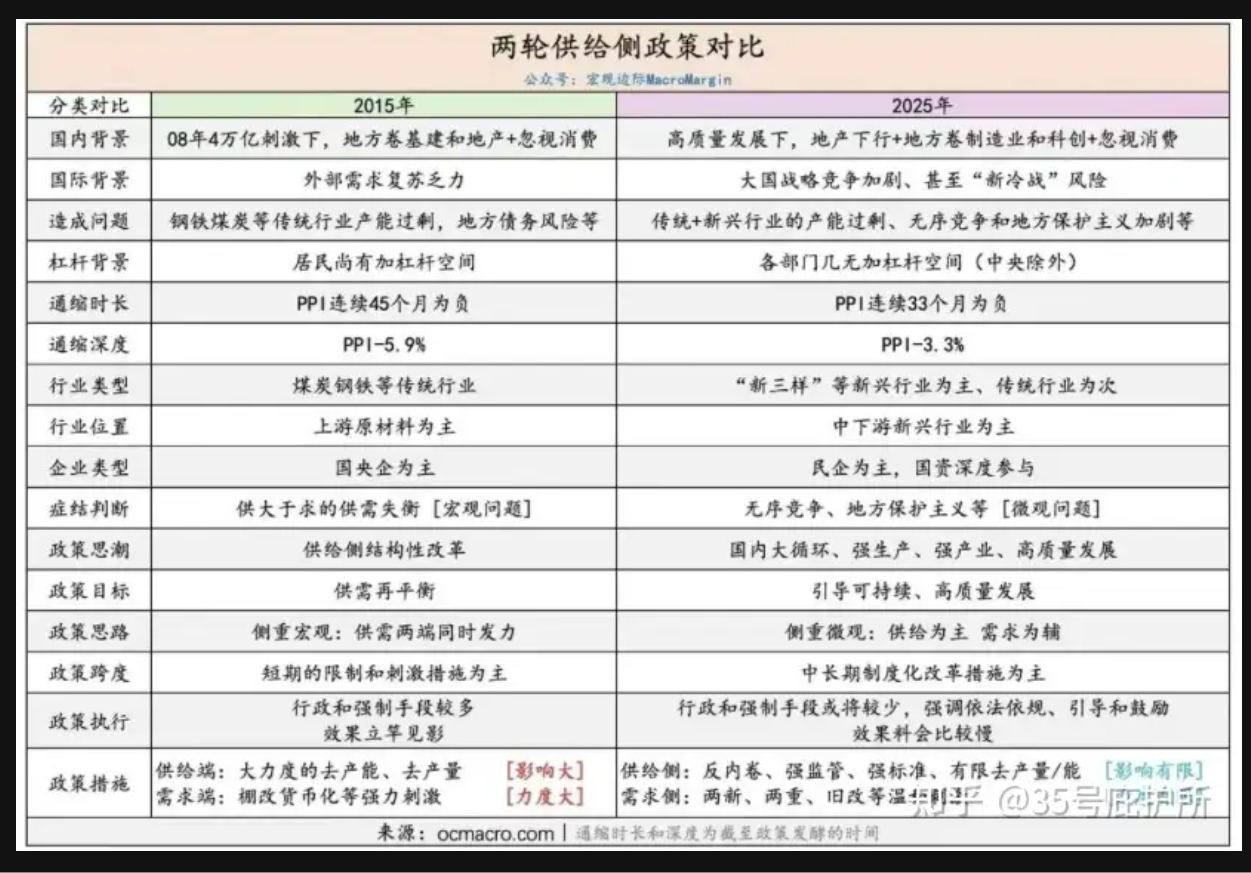 两轮供给侧政策对比
公众号：宏观边际MacroMargin
分类对比 2015年 2025年
国内背景 08年4万亿刺激下，地方卷基建和地产+忽视消费 高质量发展下，地产下行+地方卷制造业和科创+忽视消费
国际背景 外部需求复苏乏力 大国战略竞争加剧、甚至“新冷战”风险
造成问题 钢铁煤炭等传统行业产能过剩，地方债务风险等 传统+新兴行业的产能过剩、无序竞争和地方保护主义加剧等
杠杆背景 居民尚有加杠杆空间 各部门几无加杠杆空间（中央除外）
通缩时长 PPI连续45个月为负 PPI连续33个月为负
通缩深度 PPI-5.9% PPI-3.3%
行业类型 煤炭钢铁等传统行业 “新三样”等新兴行业为主、传统行业为次
行业位置 上游原材料为主 中下游新兴行业为主
企业类型 国央企为主 民企为主，国资深度参与
症结判断 供大于求的供需失衡［宏观问题］ 无序竞争、地方保护主义等［微观问题］
政策思潮 供给侧结构性改革 国内大循环、强生产、强产业、高质量发展
政策目标 供需再平衡 引导可持续、高质量发展
政策思路 侧重宏观：供需两端同时发力 侧重微观：供给为主 需求为辅
政策跨度 短期的限制和刺激措施为主 中长期制度化改革措施为主
政策执行 行政和强制手段较多 行政和强制手段或将较少，强调依法依规、引导和鼓励
效果立竿见影 效果料会比较慢
政策措施 供给端：大力度的去产能、去产量 ［影响大］ 供给侧：反内卷、强监管、强标准、有限去产量/能 ［影响有限］
需求端：棚改货币化等强力刺激 ［力度大］ 需求侧：两新、两重、旧改等温
知乎 @35号庇护所
来源：ocmacro.com｜通缩时长和深度为截至政策发酵的时间